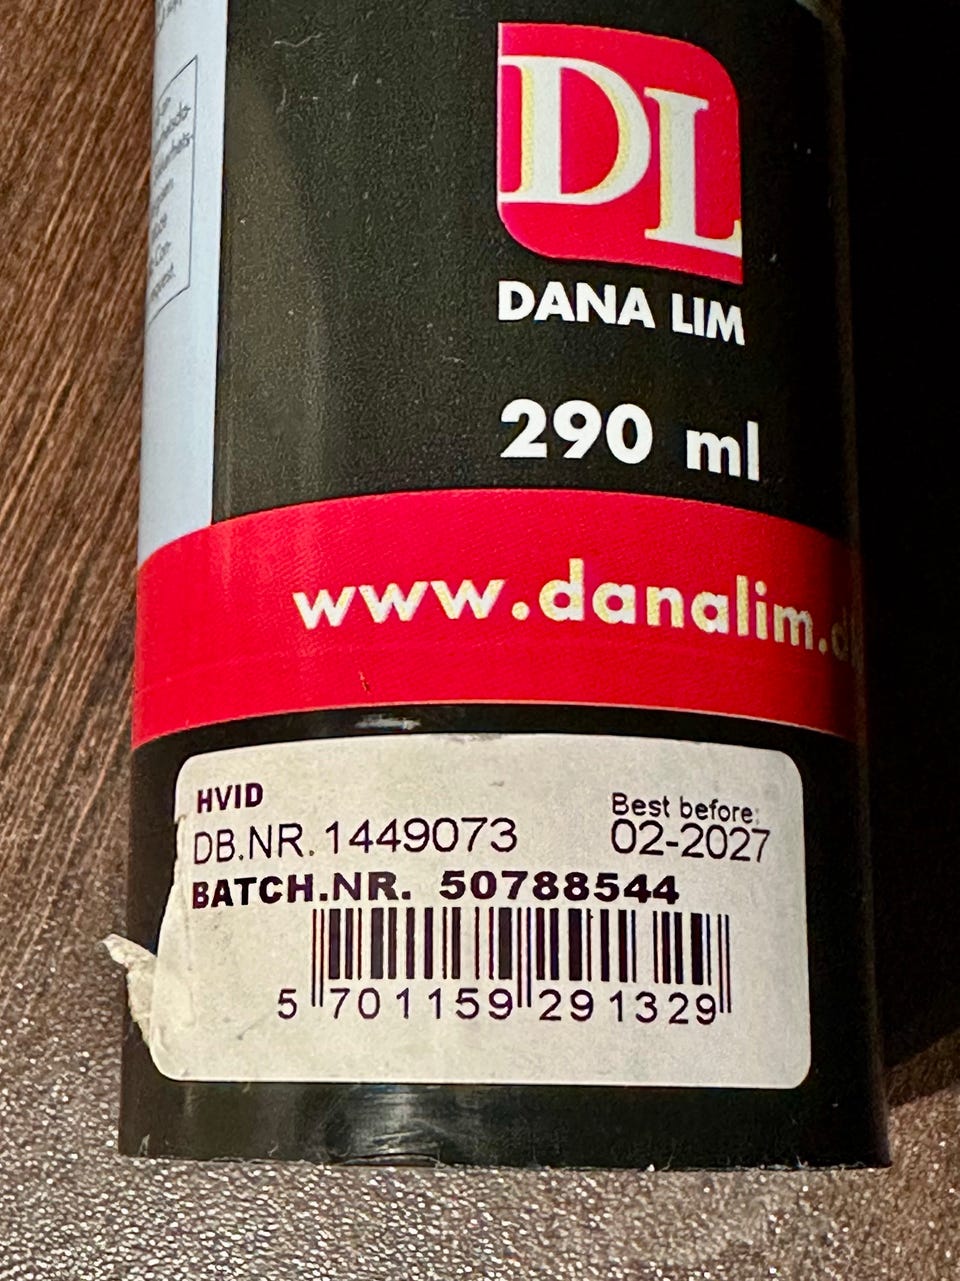 DL
DANA LIM
290 ml
www.danalim.d
HVID
DB.NR. 1449073
Best before:
02-2027
BATCH.NR. 50788544
5 701159 291329